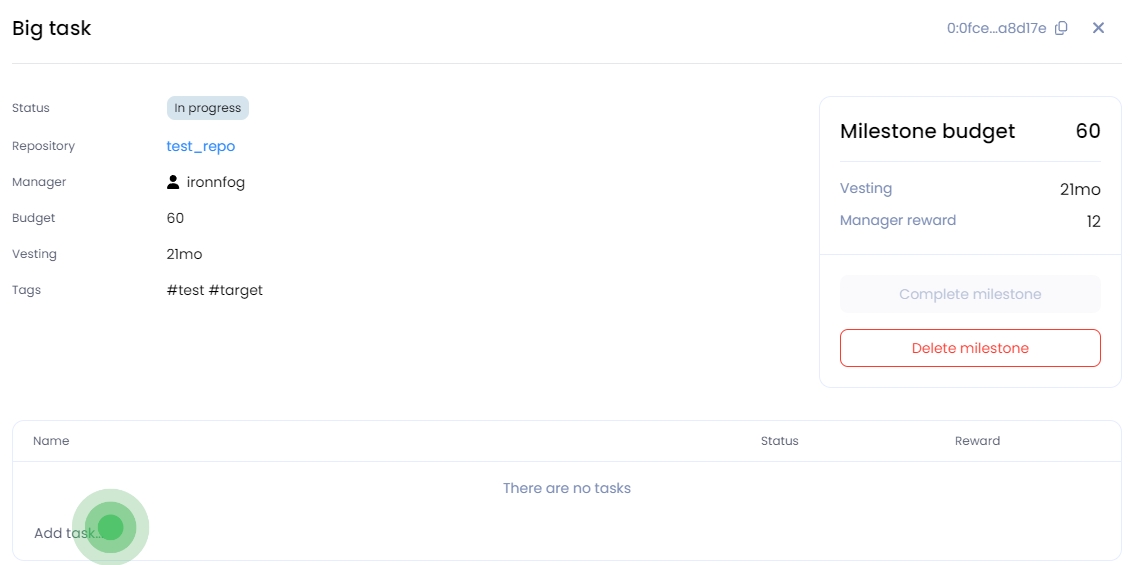 Big task
0:0fce...a8d17e
Status
In progress
Repository
test_repo
Manager
ironnfog
Budget
60
Vesting
21mo
Tags
#test #target
Milestone budget
60
Vesting
21mo
Manager reward
12
Complete milestone
Delete milestone
Name
Status
Reward
There are no tasks
Add task...